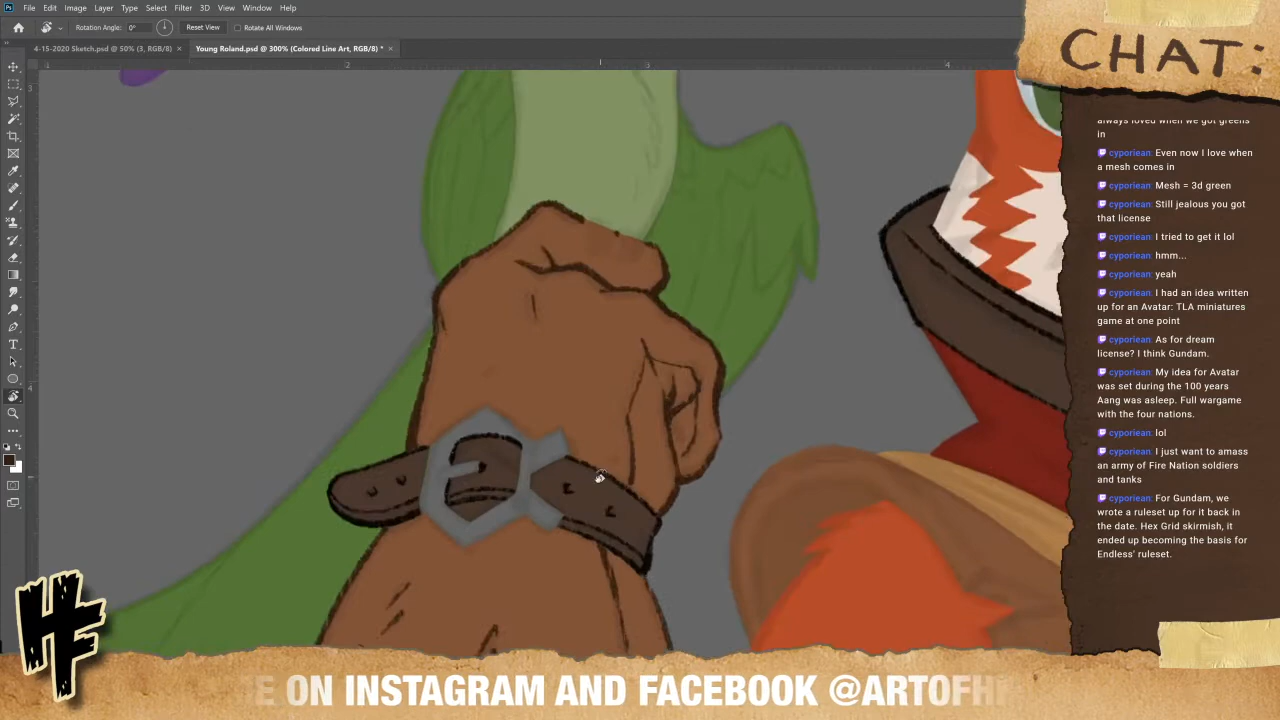 File Edit Image Layer Type Select Filter 3D View Window Help
Rotation Angle: 0° Reset View Rotate All Windows
4-15-2020 Sketch.psd @ 50% (3, RGB/8) × Young Roland.psd @ 300% (Colored Line Art, RGB/8) * ×
CHAT:
always loved when we got greens
in
cyporiean: Even now I love when
a mesh comes in
cyporiean: Mesh = 3d green
cyporiean: Still jealous you got
that license
cyporiean: I tried to get it lol
cyporiean: hmm...
cyporiean: yeah
cyporiean: I had an idea written
up for an Avatar: TLA miniatures
game at one point
cyporiean: As for dream
license? I think Gundam.
cyporiean: My idea for Avatar
was set during the 100 years
Aang was asleep. Full wargame
with the four nations.
cyporiean: lol
cyporiean: I just want to amass
an army of Fire Nation soldiers
and tanks
cyporiean: For Gundam, we
wrote a ruleset up for it back in
the date. Hex Grid skirmish, it
ended up becoming the basis for
Endless' ruleset.
HF
E ON INSTAGRAM AND FACEBOOK @ARTOFH